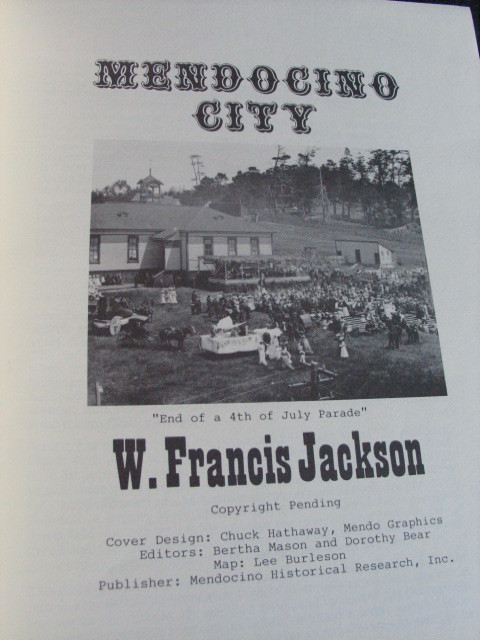 MENDOCINO
CITY
"End of a 4th of July Parade"
W. Francis Jackson
Copyright Pending
Cover Design: Chuck Hathaway, Mendo Graphics
Editors: Bertha Mason and Dorothy Bear
Map: Lee Burleson
Publisher: Mendocino Historical Research, Inc.